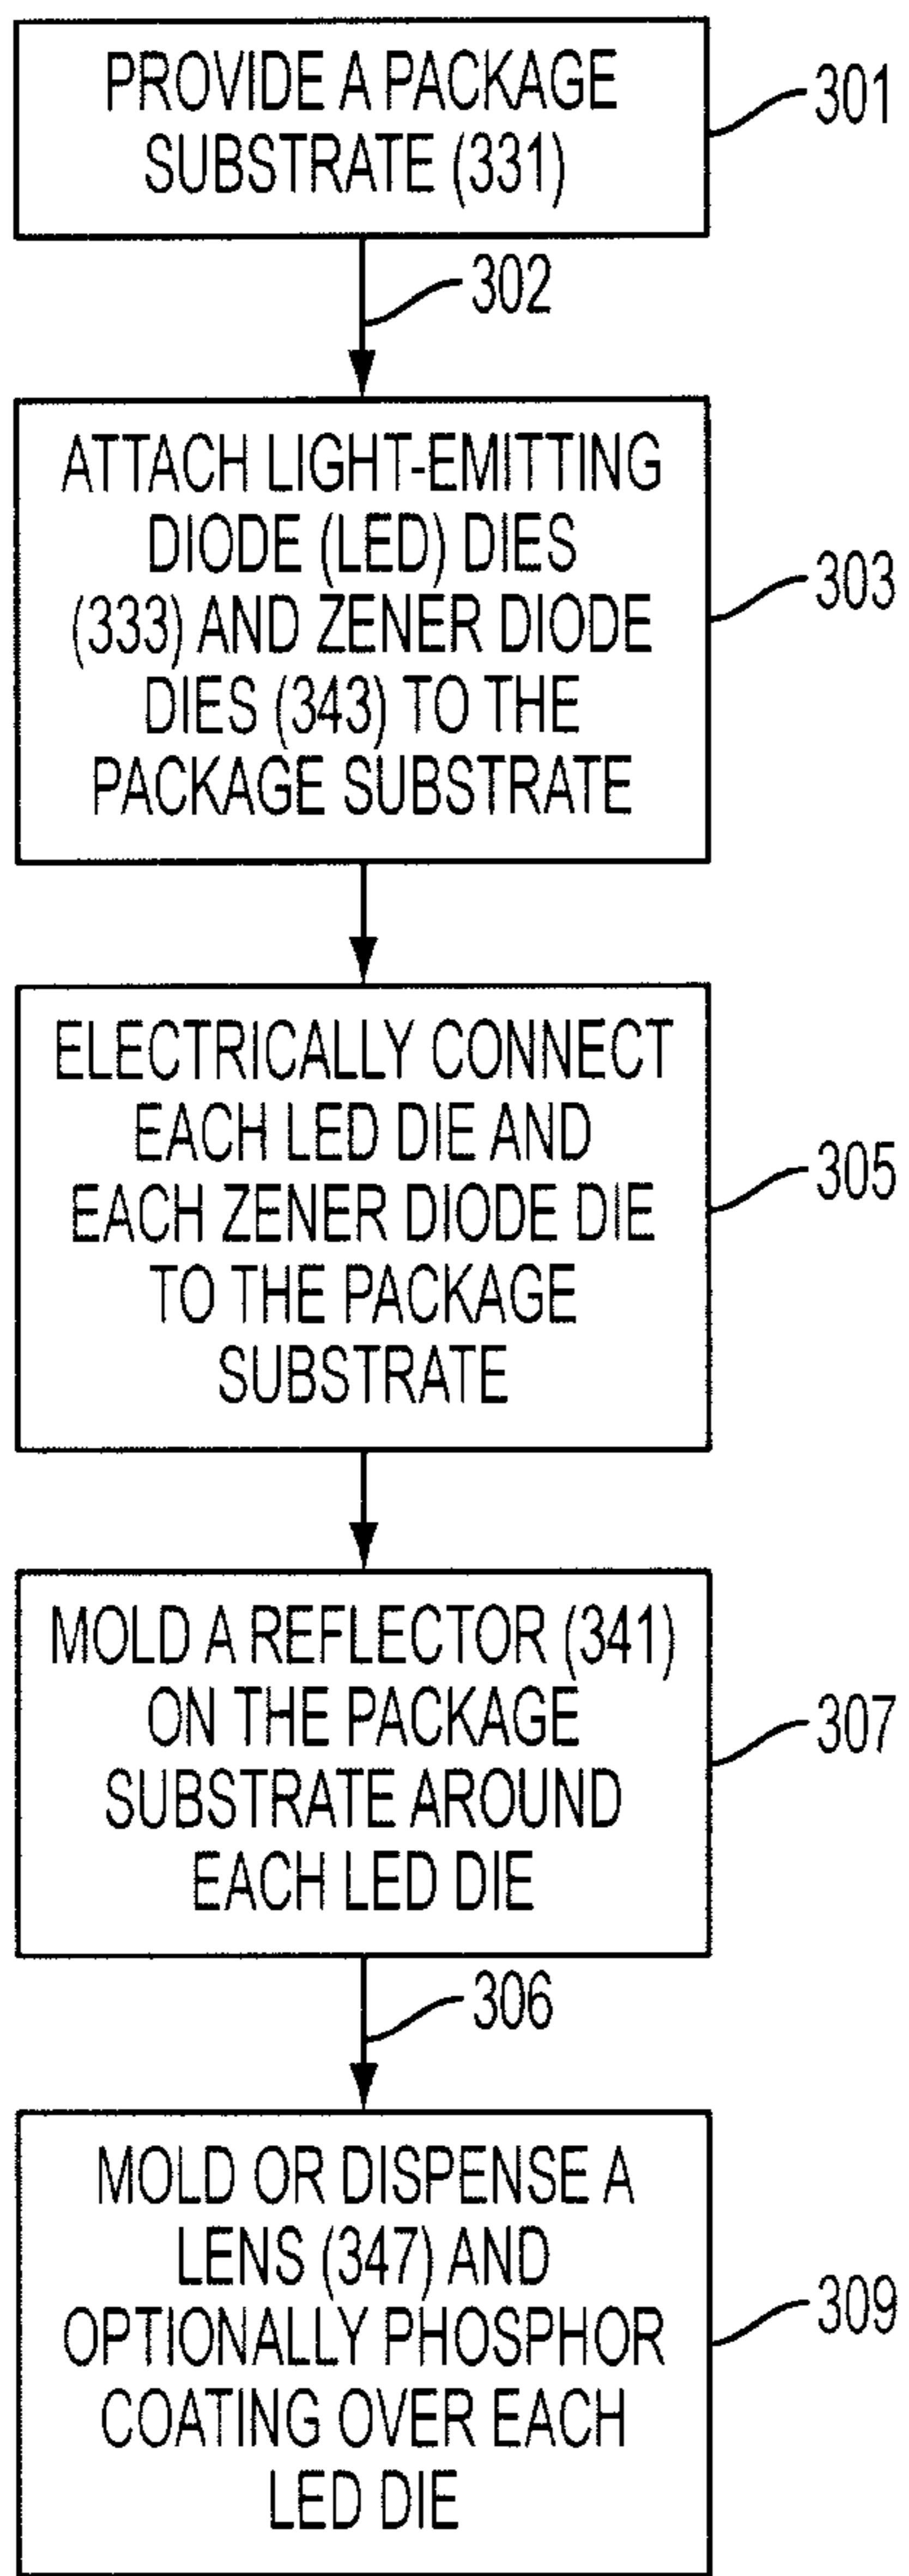 PROVIDE A PACKAGE
SUBSTRATE (331)
301
302
ATTACH LIGHT-EMITTING
DIODE (LED) DIES
(333) AND ZENER DIODE
DIES (343) TO THE
PACKAGE SUBSTRATE
303
ELECTRICALLY CONNECT
EACH LED DIE AND
EACH ZENER DIODE DIE
TO THE PACKAGE
SUBSTRATE
305
MOLD A REFLECTOR (341)
ON THE PACKAGE
SUBSTRATE AROUND
EACH LED DIE
307
306
MOLD OR DISPENSE A
LENS (347) AND
OPTIONALLY PHOSPHOR
COATING OVER EACH
LED DIE
309